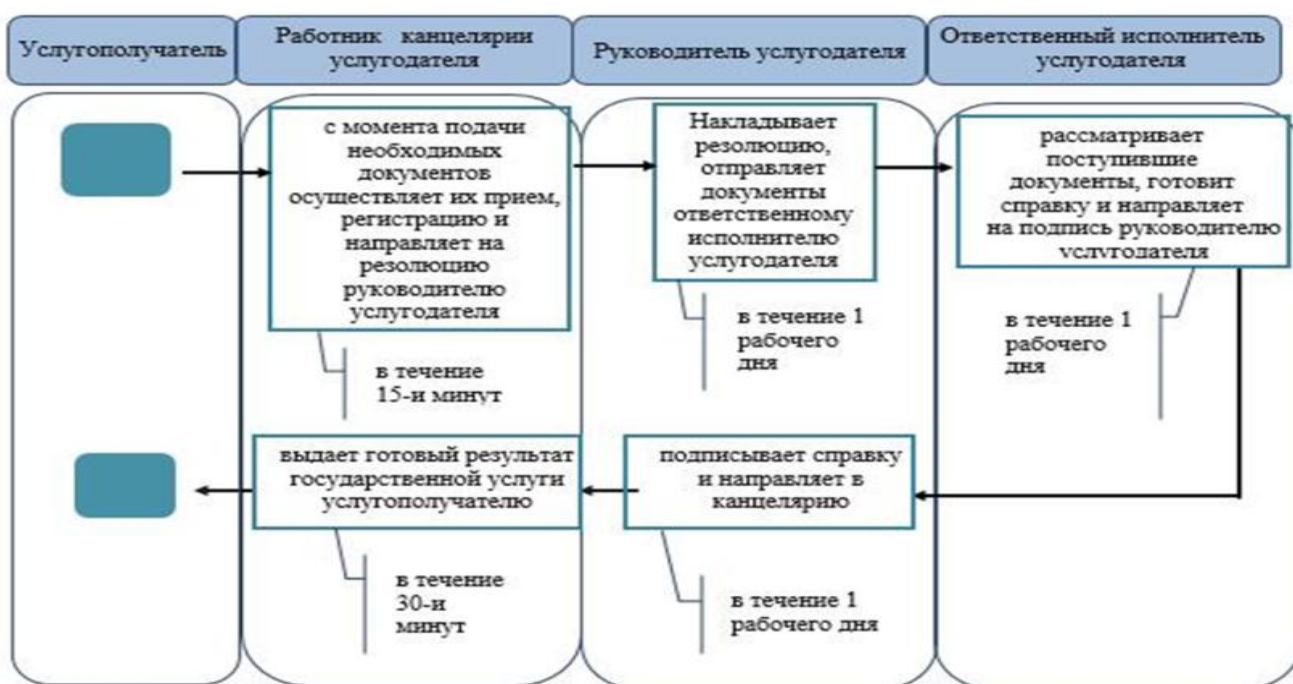 Услугополучатель
Работник канцелярии
услугодателя
Руководитель услугодателя
Ответственный исполнитель
услугодателя
с момента подачи
необходимых
документов
осуществляет их прием,
регистрацию и
направляет на
резолюцию
руководителю
услугодателя
в течение
15-и минут
Накладывает
резолюцию,
отправляет
документы
ответственному
исполнителю
услугодателя
в течение 1
рабочего
дня
рассматривает
поступившие
документы, готовит
справку и направляет
на подпись руководителю
услугодателя
в течение 1
рабочего
дня
подписывает справку
и направляет в
канцелярию
в течение 1
рабочего дня
выдает готовый результат
государственной услуги
услугополучателю
в течение
30-и
минут